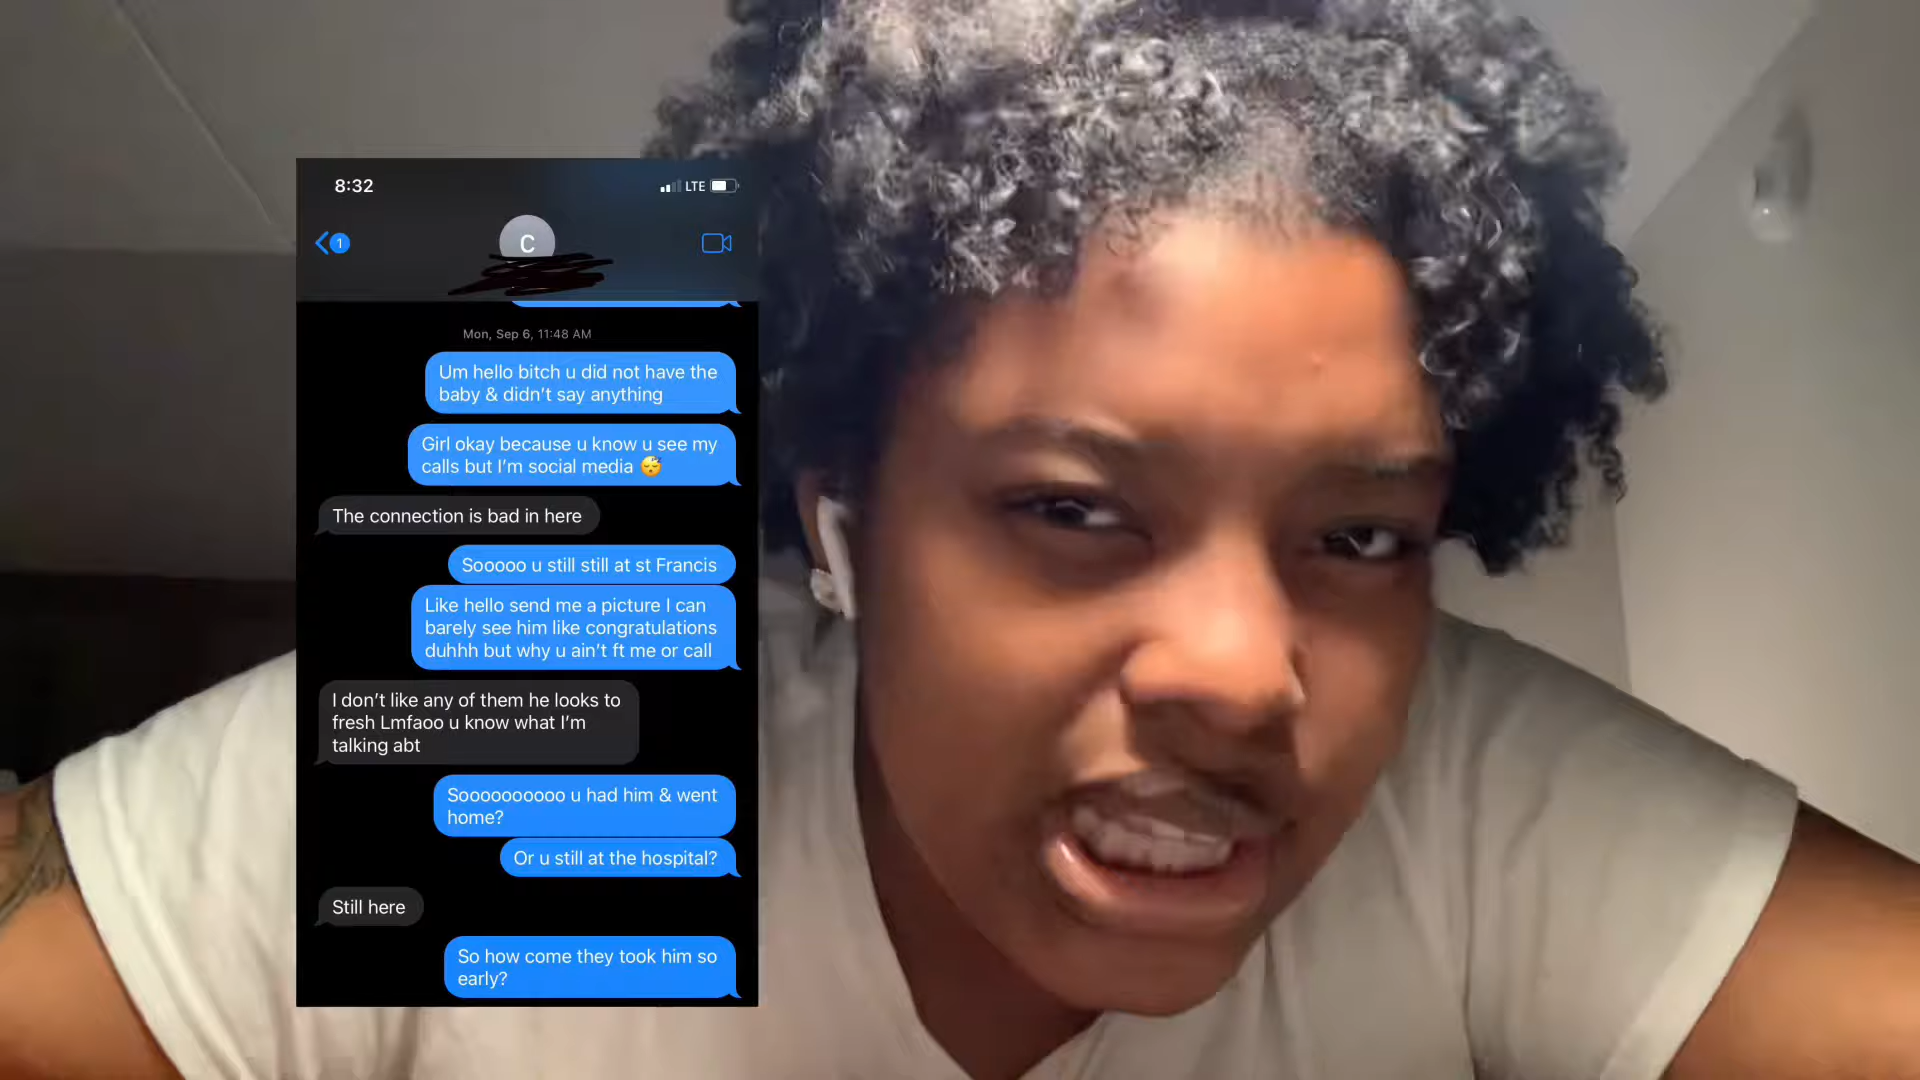 8:32
LTE
1
C
Mon, Sep 6, 11:48 AM
Um hello bitch u did not have the
baby & didn't say anything
Girl okay because u know u see my
calls but I'm social media 😴
The connection is bad in here
Sooooo u still still at st Francis
Like hello send me a picture I can
barely see him like congratulations
duhhh but why u ain't ft me or call
I don't like any of them he looks to
fresh Lmfaoo u know what I'm
talking abt
Soooooooooo u had him & went
home?
Or u still at the hospital?
Still here
So how come they took him so
early?